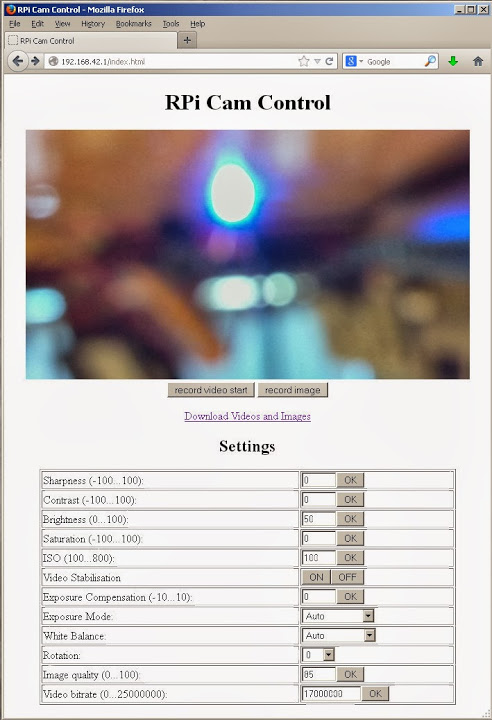 RPi Cam Control - Mozilla Firefox
File Edit View History Bookmarks Tools Help
RPi Cam Control
192.168.42.1/index.html
Google
RPi Cam Control
record video start record image
Download Videos and Images
Settings
Sharpness (-100...100): 0 OK
Contrast (-100...100): 0 OK
Brightness (0...100): 50 OK
Saturation (-100...100): 0 OK
ISO (100...800): 100 OK
Video Stabilisation ON OFF
Exposure Compensation (-10...10): 0 OK
Exposure Mode: Auto
White Balance: Auto
Rotation: 0
Image quality (0...100): 85 OK
Video bitrate (0...25000000): 17000000 OK